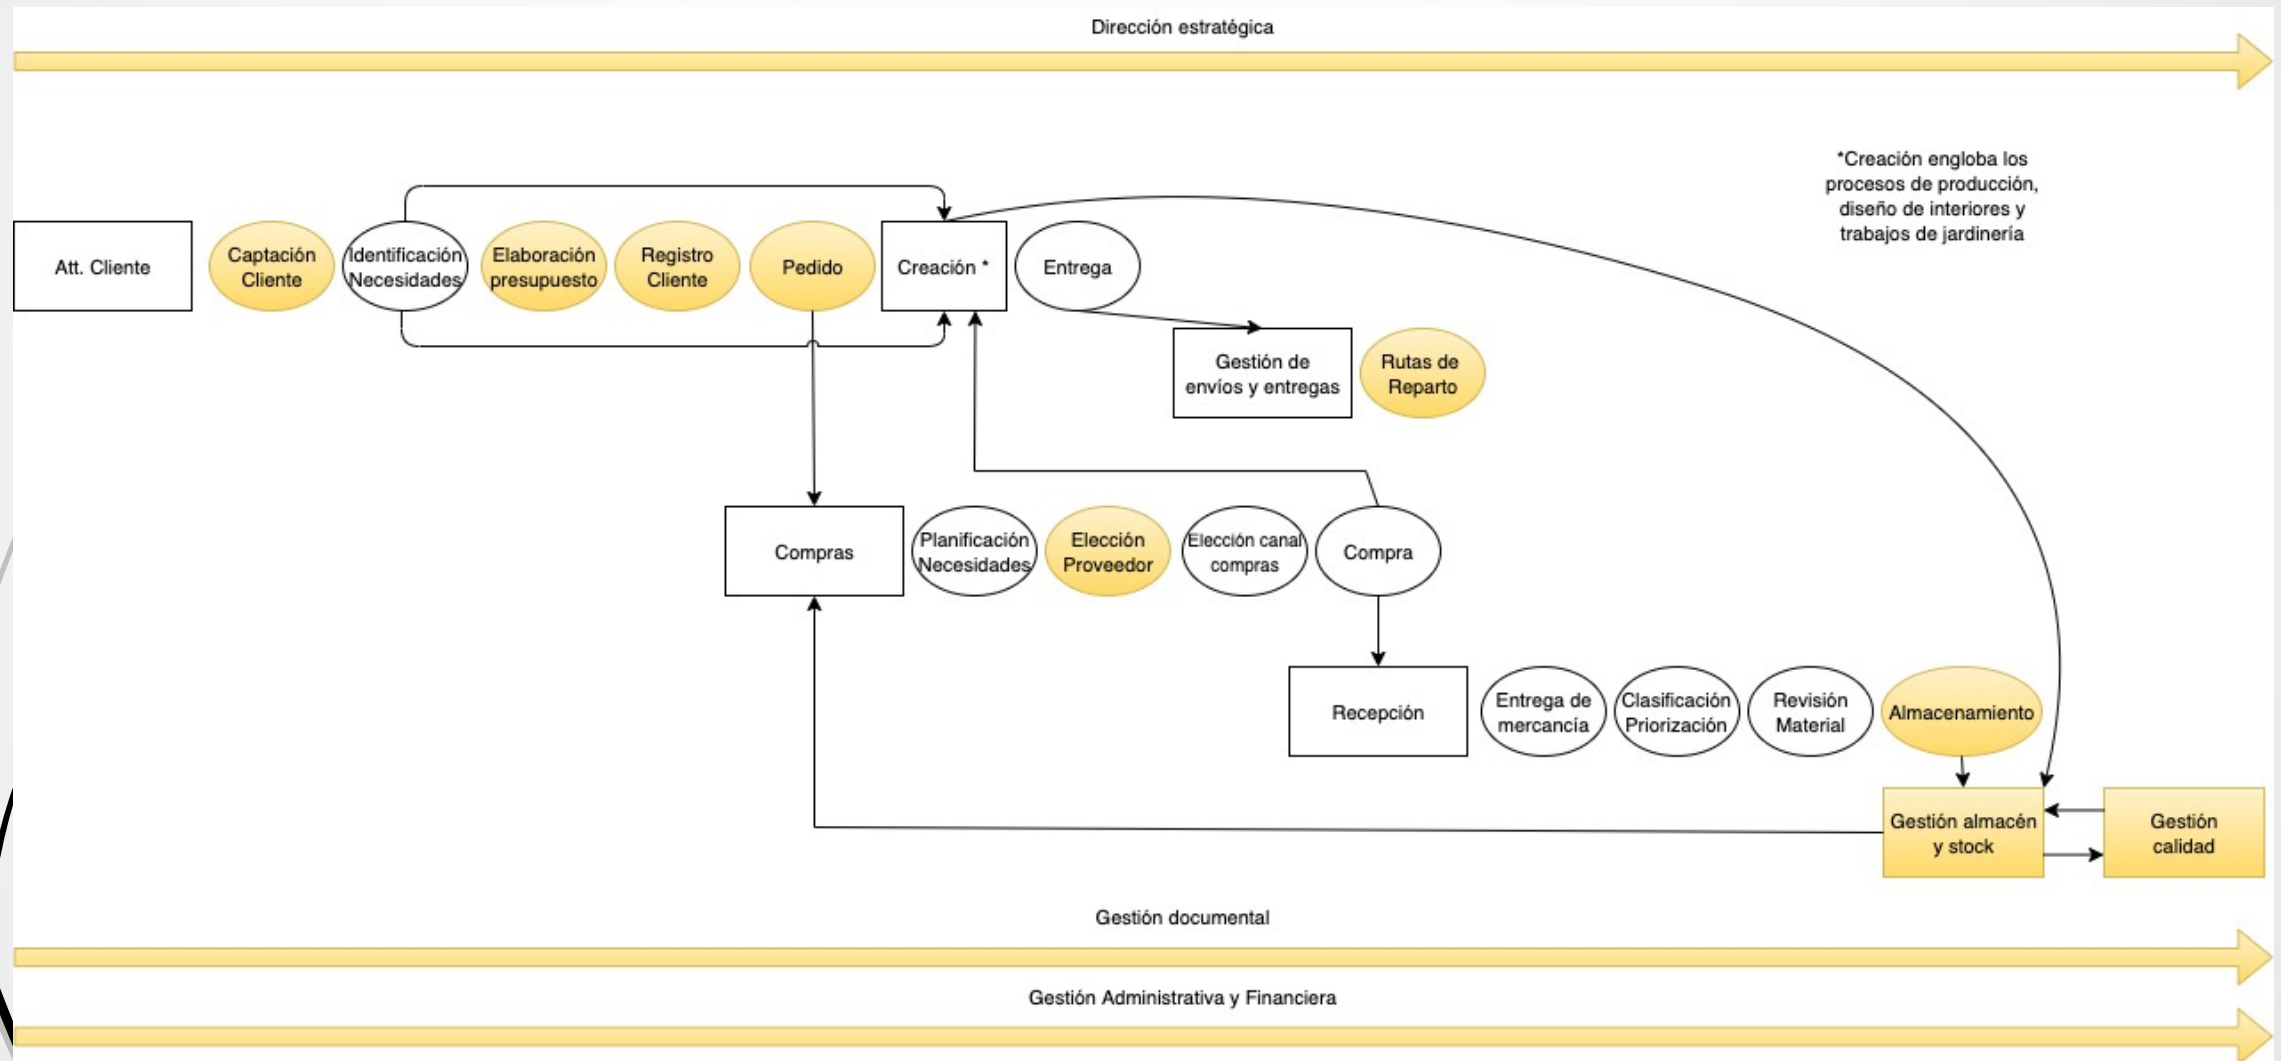 Dirección estratégica
*Creación engloba los
procesos de producción,
diseño de interiores y
trabajos de jardinería
Att. Cliente
Captación
Cliente
Identificación
Necesidades
Elaboración
presupuesto
Registro
Cliente
Pedido
Creación *
Entrega
Gestión de
envíos y entregas
Rutas de
Reparto
Compras
Planificación
Necesidades
Elección
Proveedor
Elección canal
compras
Compra
Recepción
Entrega de
mercancía
Clasificación
Priorización
Revisión
Material
Almacenamiento
Gestión almacén
y stock
Gestión
calidad
Gestión documental
Gestión Administrativa y Financiera